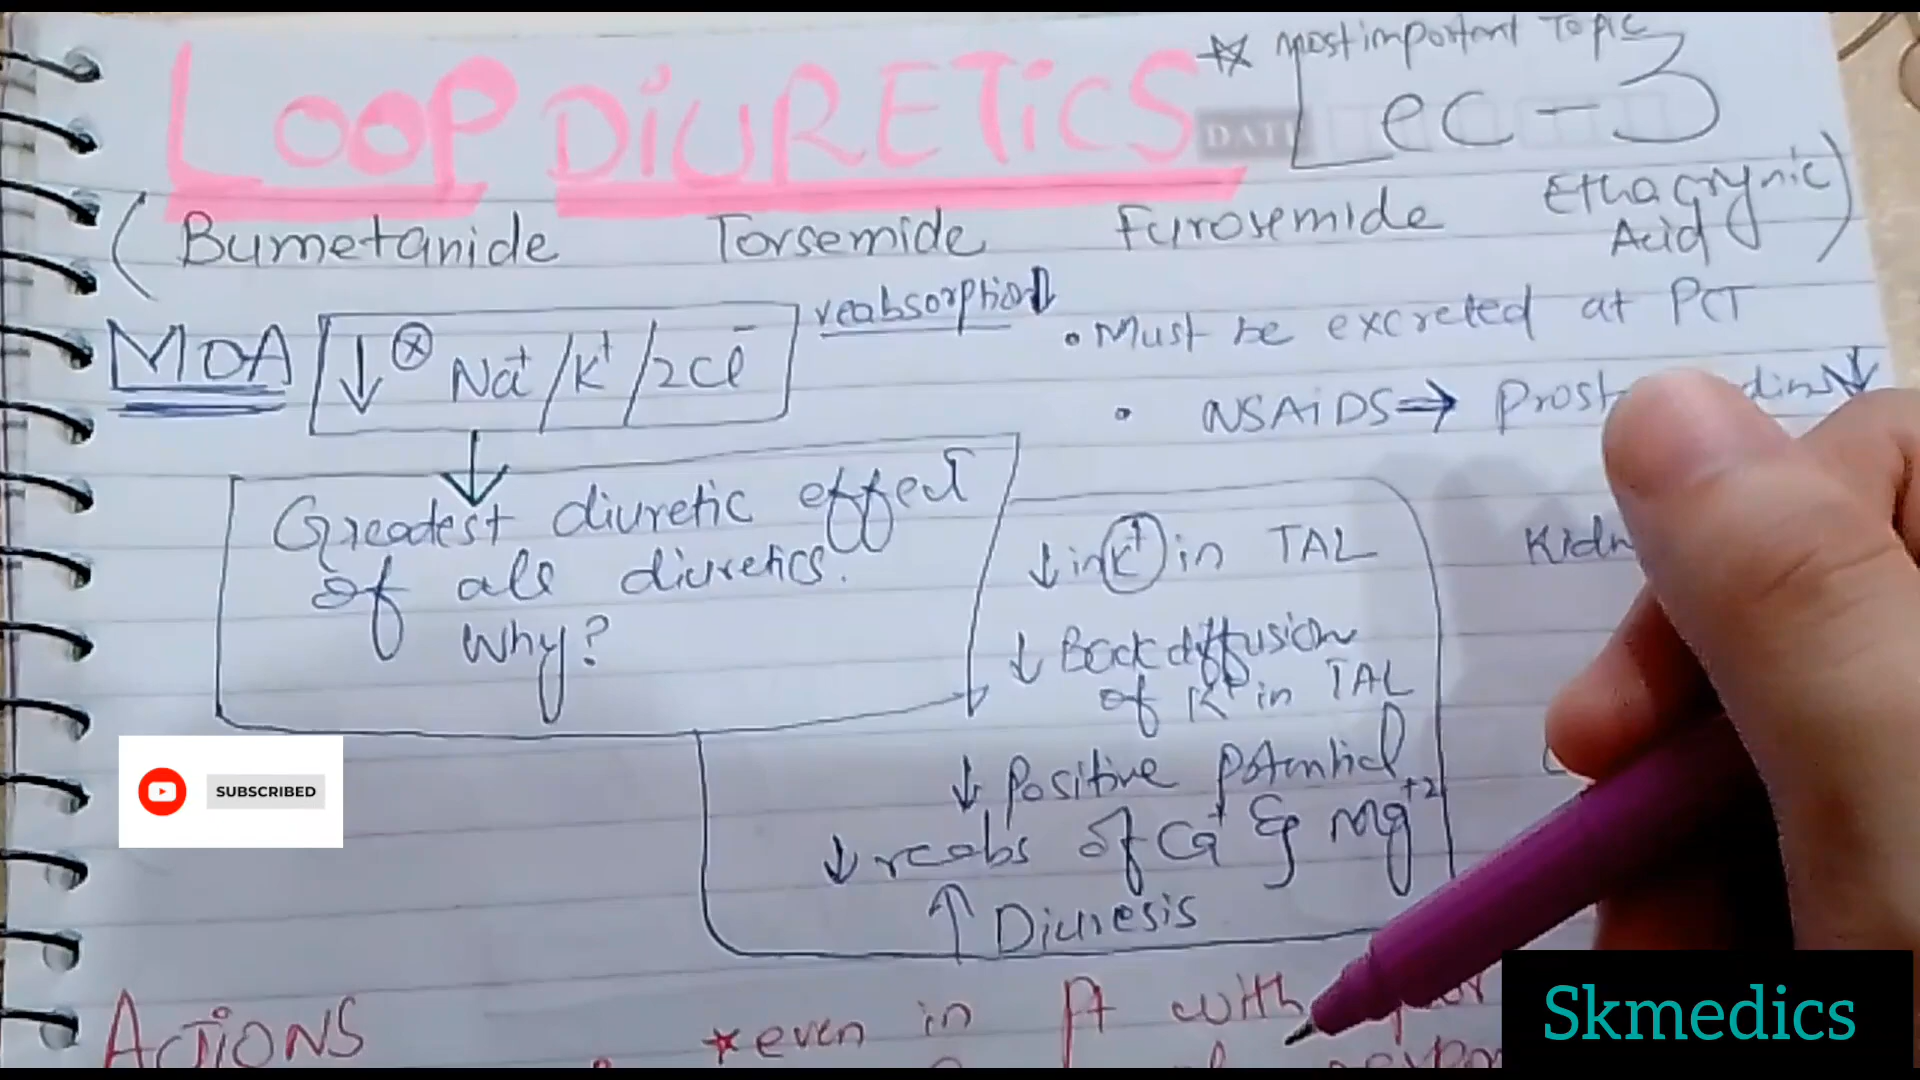 * Most important Topic
LOOP DIURETICS
DATE
Lec-3
(Bumetanide Torsemide Furosemide Ethacrynic Acid)
MOA ↓ ⊗ Na⁺/K⁺/2Cl⁻ reabsorption
• Must be excreted at PCT
• NSAIDS ⇒ ↓
Greatest diuretic effect
of all diuretics.
Why?
↓ in K⁺ in TAL
↓ Back diffusion
of K⁺ in TAL
↓ Positive potential
↓ reabs of Ca⁺ & Mg⁺²
↑ Diuresis
SUBSCRIBED
ACTIONS
*even in Pt with
Skmedics